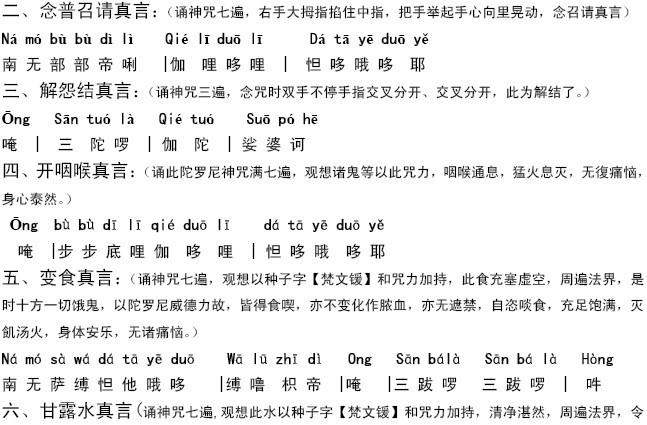 二、念普召请真言：（诵神咒七遍，右手大拇指掐住中指，把手举起手心向里晃动，念召请真言）
Ná mó bù bù dì lì   Qié lī duō lī   Dá tā yē duō yě
南 无 部 部 帝 唎 |伽 哩 哆 哩 | 怛 哆 哦 哆 耶
三、解怨结真言：（诵神咒三遍，念咒时双手不停手指交叉分开、交叉分开，此为解结了。）
Ōng   Sān tuó là   Qié tuó   Suō pó hē
唵 | 三 陀 啰 | 伽 陀 | 娑 婆 诃
四、开咽喉真言：（诵此陀罗尼神咒满七遍，观想诸鬼等以此咒力，咽喉通息，猛火息灭，无復痛恼，
身心泰然。）
Ōng bù bù dī lī qié duō lī   dá tā yē duō yě
唵 |步 步 底 哩 伽 哆 哩 | 怛 哆 哦 哆 耶
五、变食真言：（诵神咒七遍，观想以种子字【梵文锾】和咒力加持，此食充塞虚空，周遍法界，是
时十方一切饿鬼，以陀罗尼威德力故，皆得食喫，亦不变化作脓血，亦无遮禁，自恣啖食，充足饱满，灭
飢汤火，身体安乐，无诸痛恼。）
Ná mó sà wá dá tā yē duō   Wā lū zhī dì   Ong   Sān bálà   Sān bá là   Hòng
南 无 萨 缚 怛 他 哦 哆 |缚 噜 枳 帝 |唵 |三 跋 啰 三 跋 啰 | 吽
六、甘露水真言(诵神咒七遍,观想此水以种子字【梵文锾】和咒力加持，清净湛然，周遍法界，令